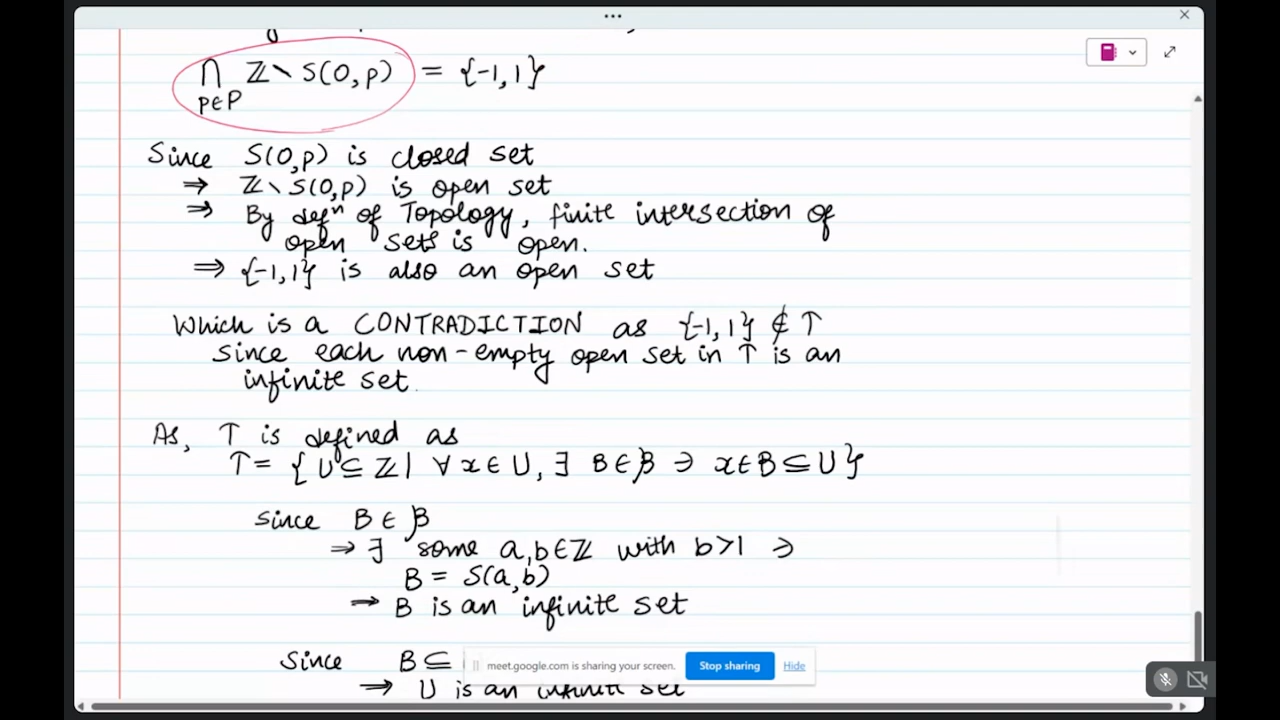 ⋂ ℤ∖S(0,p) = {-1,1}
p∈P
Since S(0,p) is closed set
⇒ ℤ∖S(0,p) is open set
⇒ By defⁿ of Topology, finite intersection of
open sets is open.
⇒ {-1,1} is also an open set
Which is a CONTRADICTION as {-1,1} ∉ T
since each non-empty open set in T is an
infinite set.
As, T is defined as
T = { U⊆ℤ | ∀ x∈U, ∃ B∈β ∋ x∈B⊆U}
since B∈β
⇒ ∃ some a,b∈ℤ with b>1 ∋
B = S(a,b)
⇒ B is an infinite set
Since B⊆
meet.google.com is sharing your screen. Stop sharing Hide
⇒ U is an infinite set